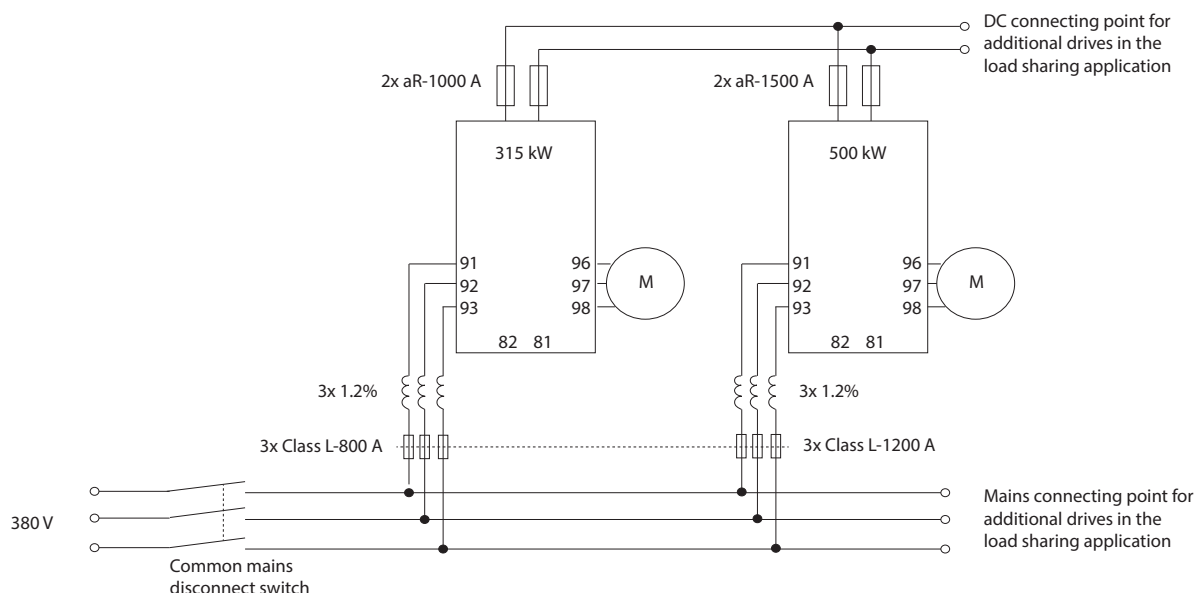 DC connecting point for
additional drives in the
load sharing application
2x aR-1000 A
2x aR-1500 A
315 kW
500 kW
91
96
91
96
92
97
M
92
97
M
93
98
93
98
82 81
82 81
3x 1.2%
3x 1.2%
3x Class L-800 A
3x Class L-1200 A
380 V
Mains connecting point for
additional drives in the
load sharing application
Common mains
disconnect switch